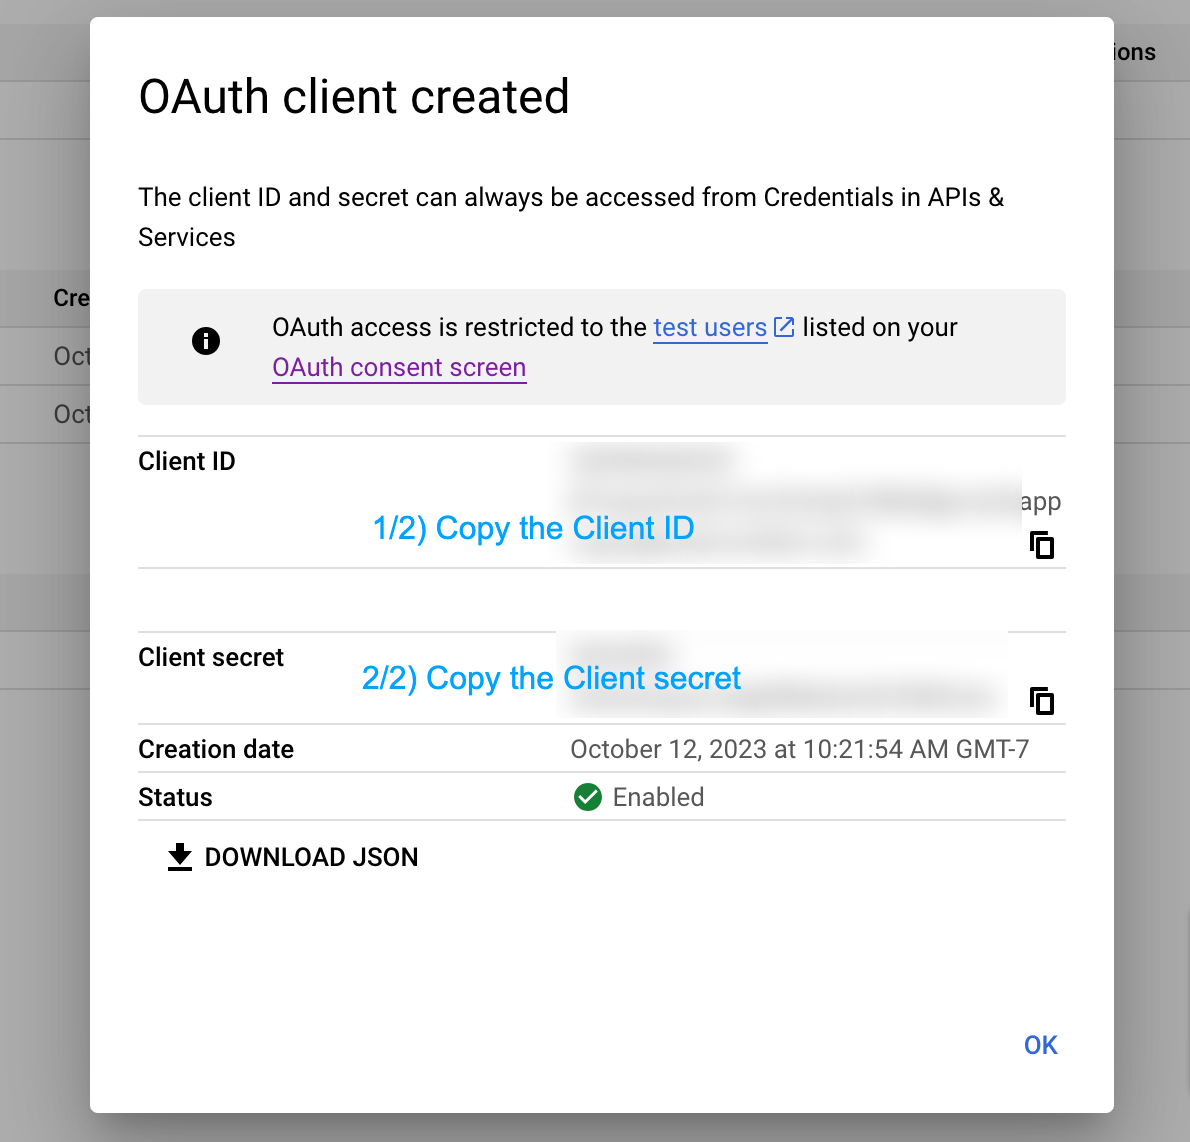 ions
OAuth client created
The client ID and secret can always be accessed from Credentials in APIs &
Services
Cre
OAuth access is restricted to the test users listed on your
Oct
OAuth consent screen
Oct
Client ID
app
1/2) Copy the Client ID
Client secret
2/2) Copy the Client secret
Creation date October 12, 2023 at 10:21:54 AM GMT-7
Status Enabled
DOWNLOAD JSON
OK